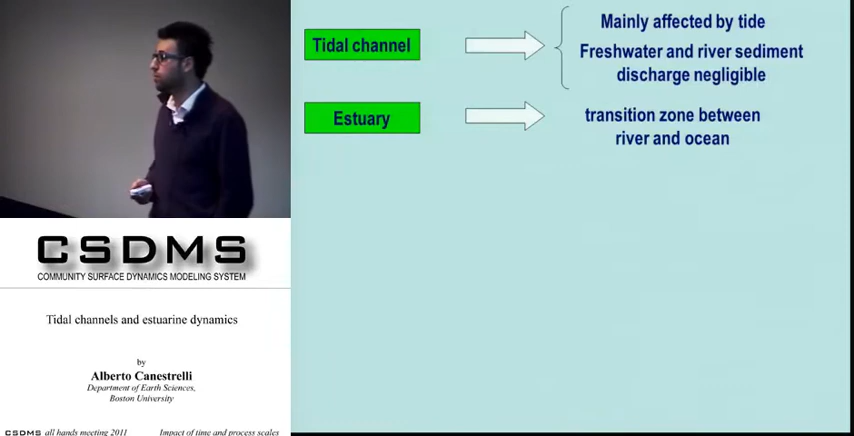 Tidal channel
Mainly affected by tide
Freshwater and river sediment
discharge negligible
Estuary
transition zone between
river and ocean
CSDMS
COMMUNITY SURFACE DYNAMICS MODELING SYSTEM
Tidal channels and estuarine dynamics
by
Alberto Canestrelli
Department of Earth Sciences,
Boston University
CSDMS all hands meeting 2011 Impact of time and process scales